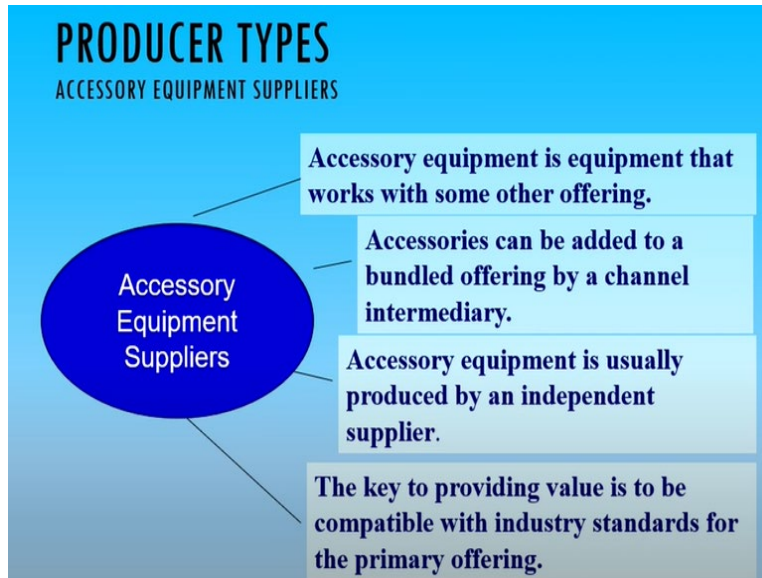 PRODUCER TYPES
ACCESSORY EQUIPMENT SUPPLIERS
Accessory equipment is equipment that
works with some other offering.
Accessories can be added to a
bundled offering by a channel
intermediary.
Accessory
Equipment
Suppliers
Accessory equipment is usually
produced by an independent
supplier.
The key to providing value is to be
compatible with industry standards for
the primary offering.